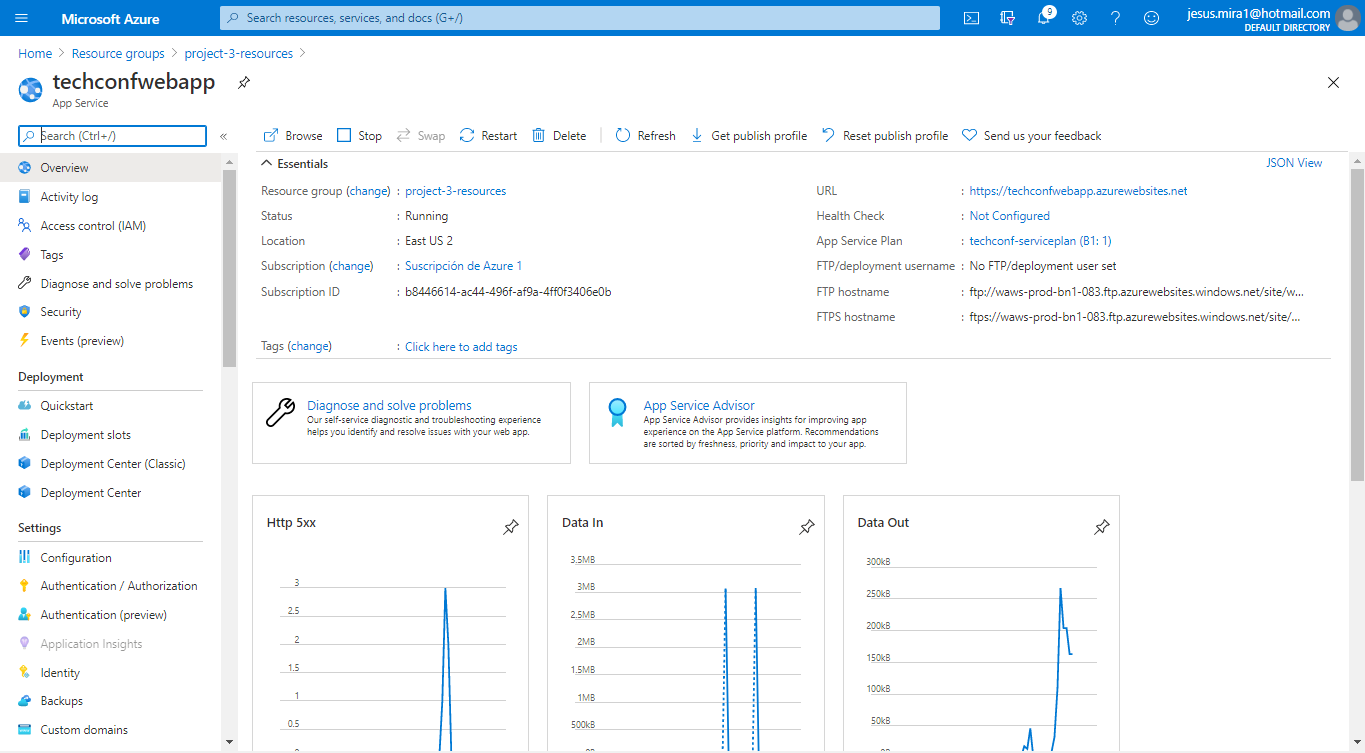 Microsoft Azure
Search resources, services, and docs (G+/)
9
jesus.mira1@hotmail.com
DEFAULT DIRECTORY
Home > Resource groups > project-3-resources >
techconfwebapp
App Service
Search (Ctrl+/)
«
Browse
Stop
Swap
Restart
Delete
Refresh
Get publish profile
Reset publish profile
Send us your feedback
Overview
Activity log
Access control (IAM)
Tags
Diagnose and solve problems
Security
Events (preview)
Deployment
Quickstart
Deployment slots
Deployment Center (Classic)
Deployment Center
Settings
Configuration
Authentication / Authorization
Authentication (preview)
Application Insights
Identity
Backups
Custom domains
Essentials
JSON View
Resource group (change) : project-3-resources
Status : Running
Location : East US 2
Subscription (change) : Suscripción de Azure 1
Subscription ID : b8446614-ac44-496f-af9a-4ff0f3406e0b
Tags (change) : Click here to add tags
URL : https://techconfwebapp.azurewebsites.net
Health Check : Not Configured
App Service Plan : techconf-serviceplan (B1: 1)
FTP/deployment username : No FTP/deployment user set
FTP hostname : ftp://waws-prod-bn1-083.ftp.azurewebsites.windows.net/site/w...
FTPS hostname : ftps://waws-prod-bn1-083.ftp.azurewebsites.windows.net/site/...
Diagnose and solve problems
Our self-service diagnostic and troubleshooting experience
helps you identify and resolve issues with your web app.
App Service Advisor
App Service Advisor provides insights for improving app
experience on the App Service platform. Recommendations
are sorted by freshness, priority and impact to your app.
Http 5xx
3
2.5
2
1.5
1
0.5
Data In
3.5MB
3MB
2.5MB
2MB
1.5MB
1MB
500kB
Data Out
300kB
250kB
200kB
150kB
100kB
50kB